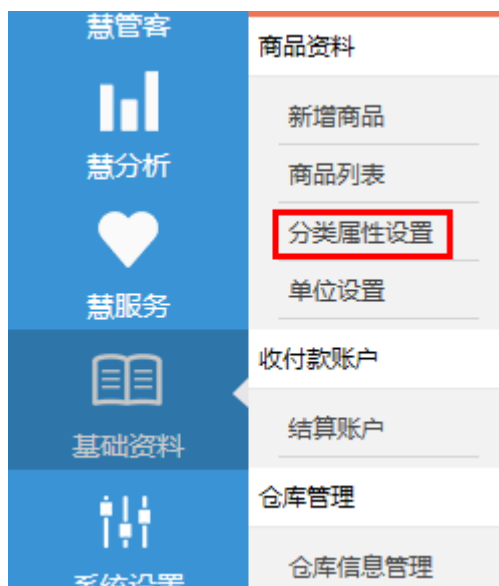 慧管客
慧分析
慧服务
基础资料
系统设置
商品资料
新增商品
商品列表
分类属性设置
单位设置
收付款账户
结算账户
仓库管理
仓库信息管理